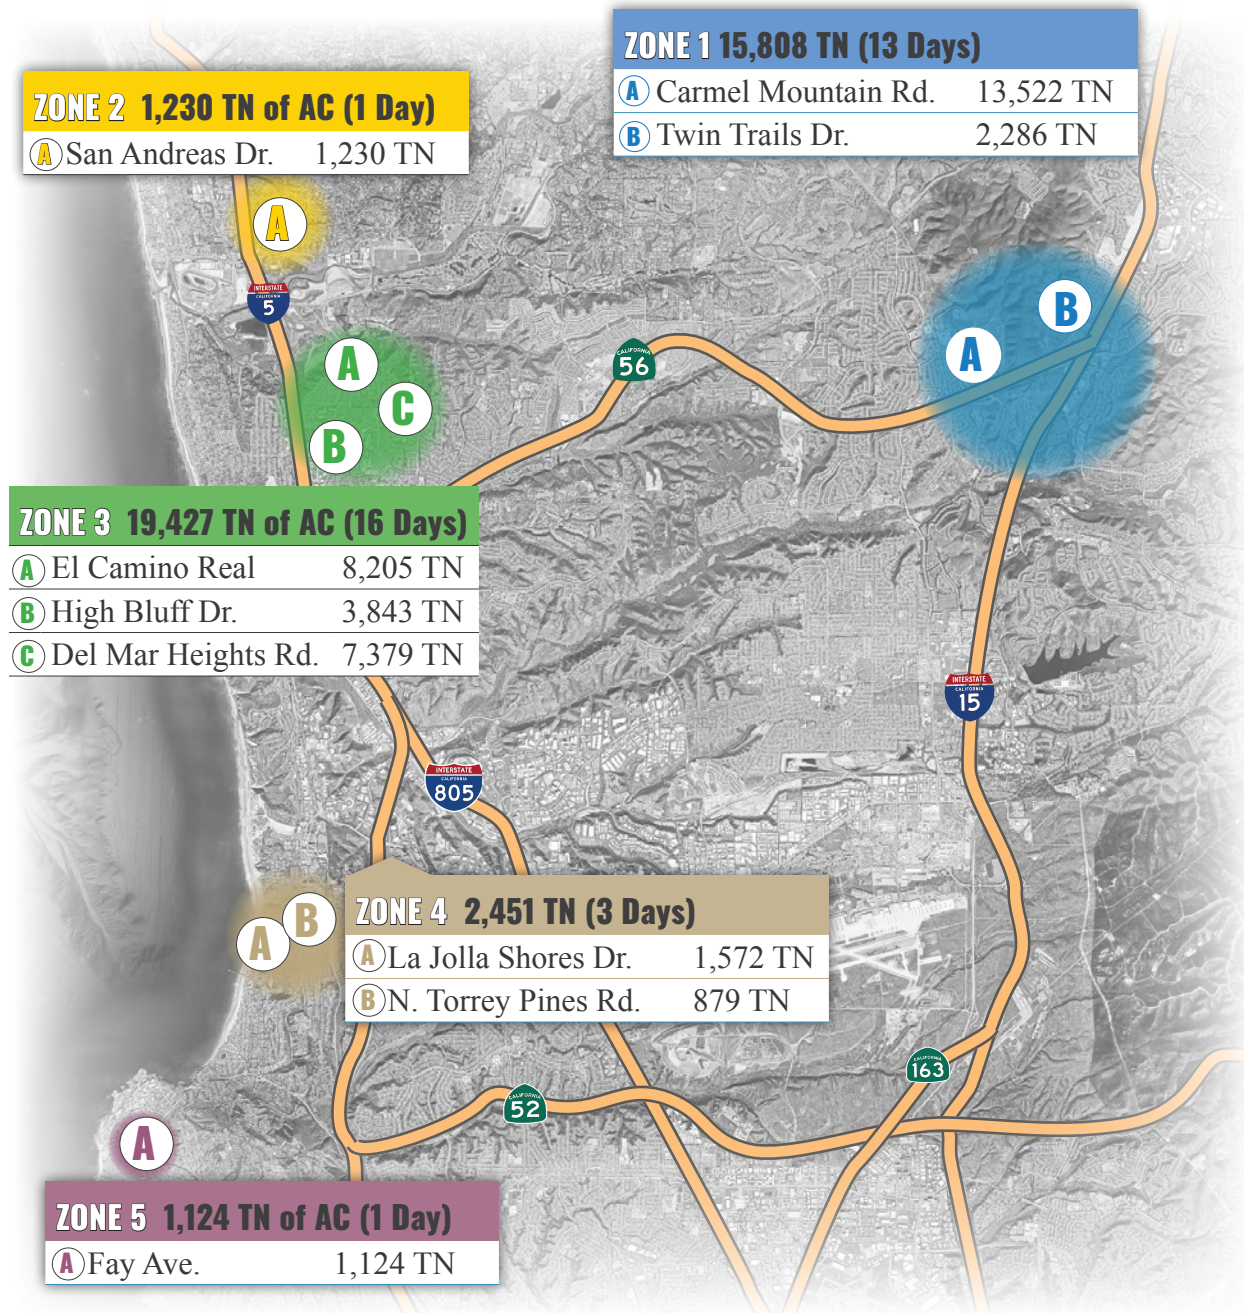 ZONE 1 15,808 TN (13 Days)
A Carmel Mountain Rd. 13,522 TN
B Twin Trails Dr. 2,286 TN
ZONE 2 1,230 TN of AC (1 Day)
A San Andreas Dr. 1,230 TN
A
INTERSTATE
CALIFORNIA
5
B
A
A
C
B
CALIFORNIA
56
ZONE 3 19,427 TN of AC (16 Days)
A El Camino Real 8,205 TN
B High Bluff Dr. 3,843 TN
C Del Mar Heights Rd. 7,379 TN
INTERSTATE
CALIFORNIA
15
INTERSTATE
CALIFORNIA
805
A
B
ZONE 4 2,451 TN (3 Days)
A La Jolla Shores Dr. 1,572 TN
B N. Torrey Pines Rd. 879 TN
CALIFORNIA
163
CALIFORNIA
52
A
ZONE 5 1,124 TN of AC (1 Day)
A Fay Ave. 1,124 TN